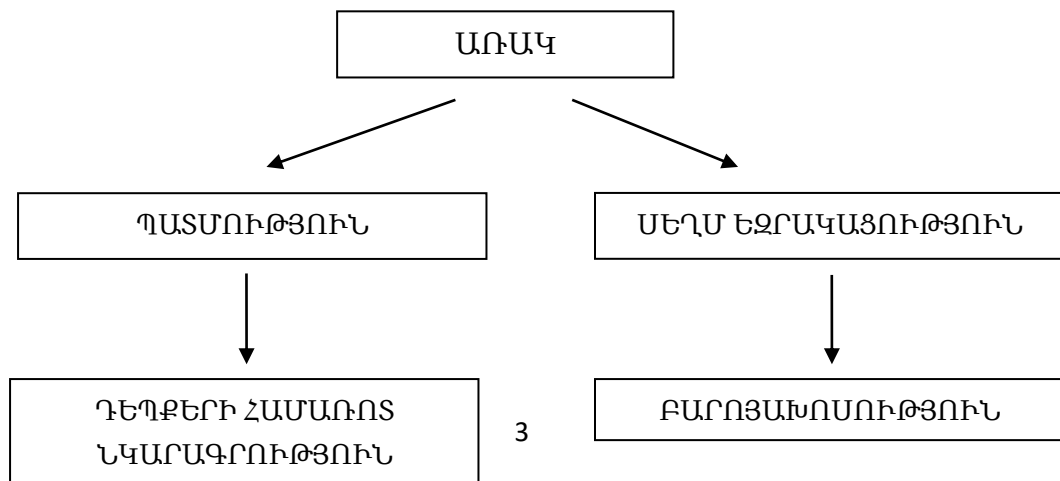 ԱՌԱԿ
ՊԱՏՄՈՒԹՅՈՒՆ
ՍԵՂՄ ԵԶՐԱԿԱՑՈՒԹՅՈՒՆ
ԴԵՊՔԵՐԻ ՀԱՄԱՌՈՏ
ՆԿԱՐԱԳՐՈՒԹՅՈՒՆ
ԲԱՐՈՅԱԽՈՍՈՒԹՅՈՒՆ
3